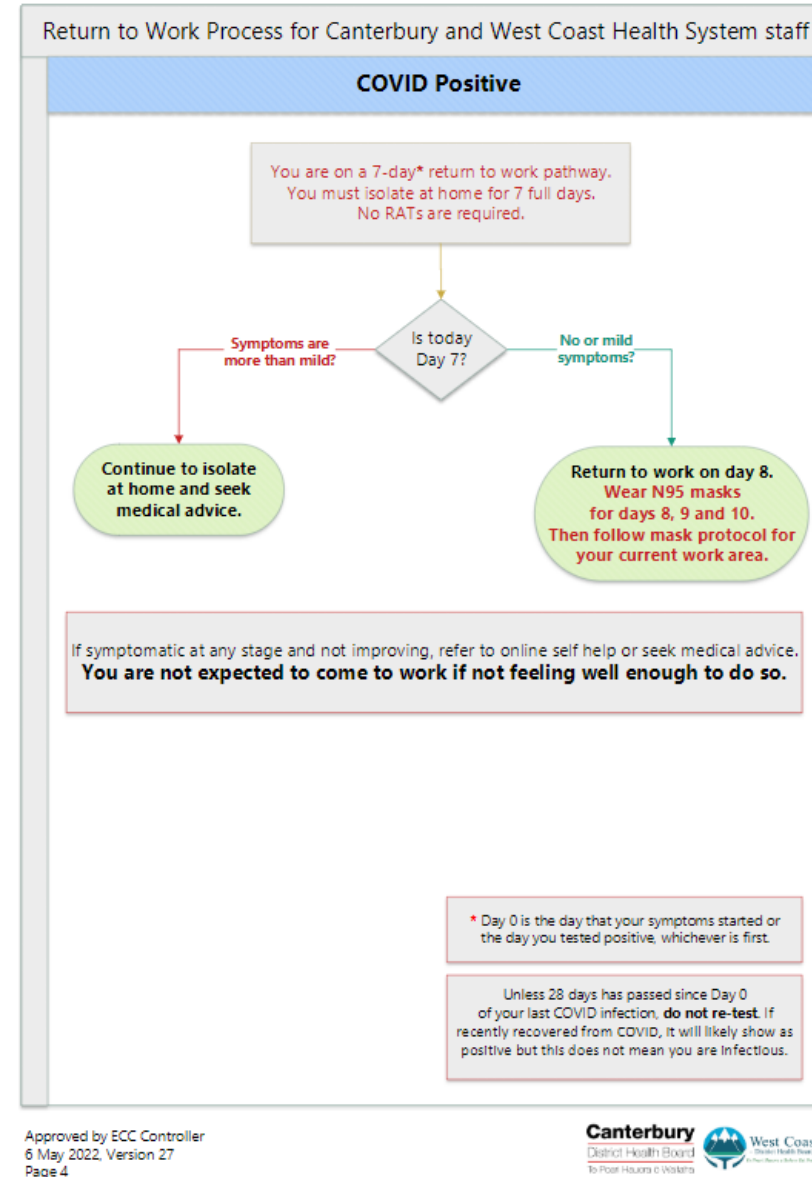 Return to Work Process for Canterbury and West Coast Health System staff
COVID Positive
You are on a 7-day* return to work pathway.
You must isolate at home for 7 full days.
No RATs are required.
Is today
Day 7?
Symptoms are
more than mild?
No or mild
symptoms?
Continue to isolate
at home and seek
medical advice.
Return to work on day 8.
Wear N95 masks
for days 8, 9 and 10.
Then follow mask protocol for
your current work area.
If symptomatic at any stage and not improving, refer to online self help or seek medical advice.
You are not expected to come to work if not feeling well enough to do so.
* Day 0 is the day that your symptoms started or
the day you tested positive, whichever is first.
Unless 28 days has passed since Day 0
of your last COVID infection, do not re-test. If
recently recovered from COVID, it will likely show as
positive but this does not mean you are infectious.
Approved by ECC Controller
6 May 2022, Version 27
Page 4
Canterbury
District Health Board
Te Poari Hauora o Waitaha
West Coas
District Health Board